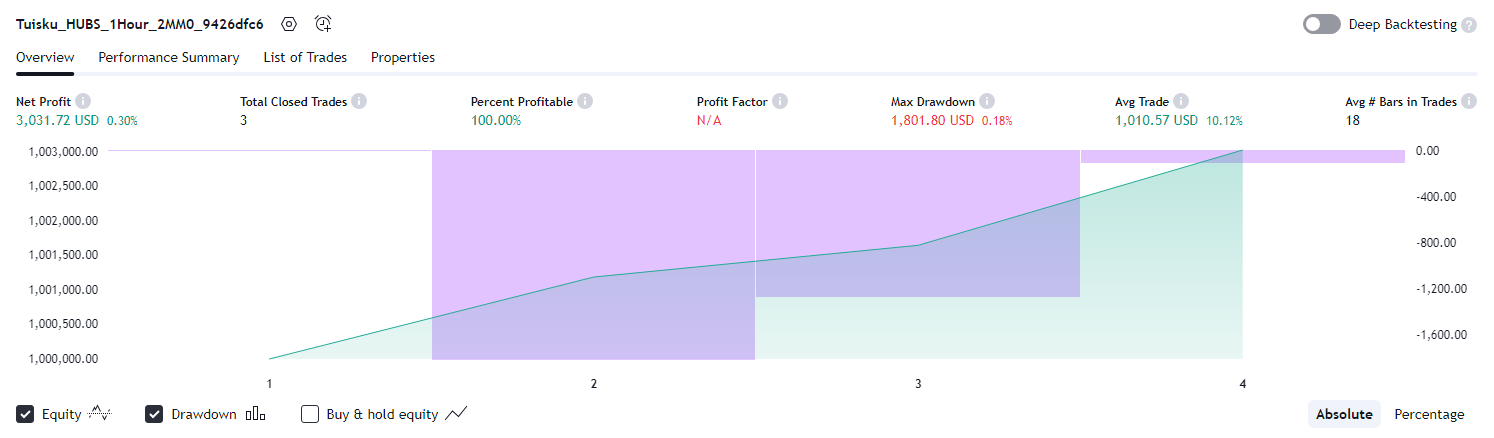 Tuisku_HUBS_1Hour_2MM0_9426dfc6 Deep Backtesting ?
Overview Performance Summary List of Trades Properties
Net Profit Total Closed Trades Percent Profitable Profit Factor Max Drawdown Avg Trade Avg # Bars in Trades
3,031.72 USD 0.30% 3 100.00% N/A 1,801.80 USD 0.18% 1,010.57 USD 10.12% 18
1,003,000.00 0.00
1,002,500.00 -400.00
1,002,000.00
1,001,500.00 -800.00
1,001,000.00 -1,200.00
1,000,500.00 -1,600.00
1,000,000.00
1 2 3 4
Equity Drawdown Buy & hold equity Absolute Percentage